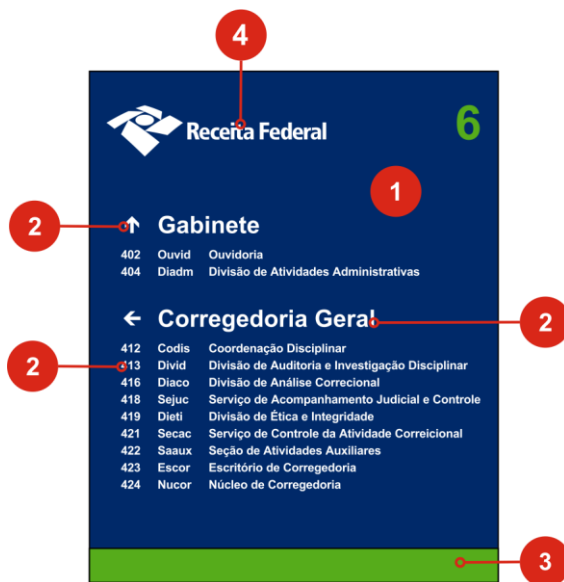 4
Receita Federal 6
1
2 Gabinete
402 Ouvid Ouvidoria
404 Diadm Divisão de Atividades Administrativas
Corregedoria Geral 2
412 Codis Coordenação Disciplinar
2 413 Divid Divisão de Auditoria e Investigação Disciplinar
416 Diaco Divisão de Análise Correcional
418 Sejuc Serviço de Acompanhamento Judicial e Controle
419 Dieti Divisão de Ética e Integridade
421 Secac Serviço de Controle da Atividade Correicional
422 Saaux Seção de Atividades Auxiliares
423 Escor Escritório de Corregedoria
424 Nucor Núcleo de Corregedoria
3